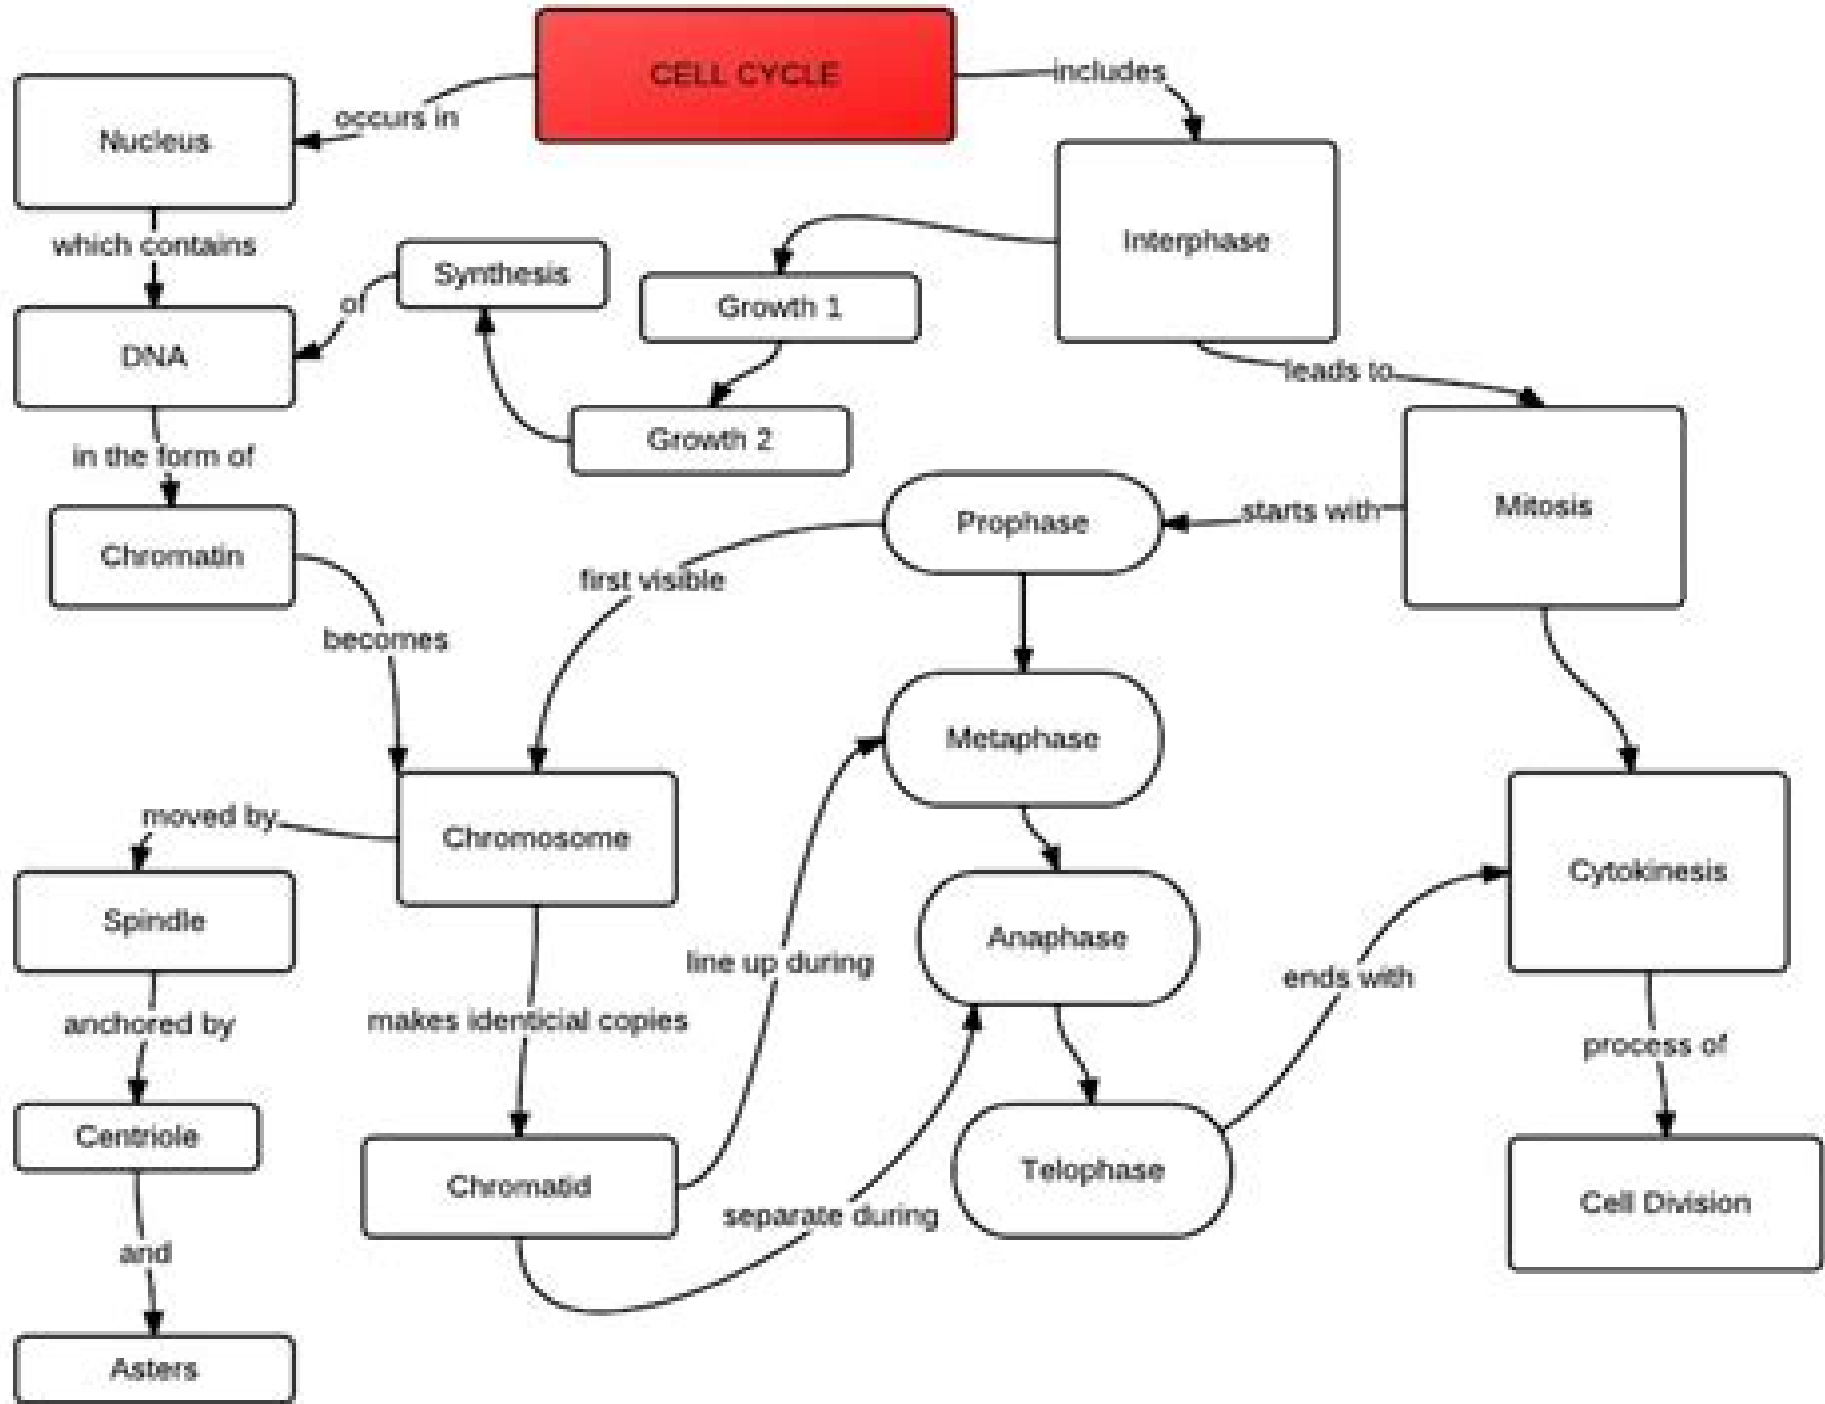 CELL CYCLE
includes
occurs in
Nucleus
which contains
Interphase
Synthesis
of
Growth 1
DNA
leads to
Growth 2
in the form of
Mitosis
starts with
Prophase
Chromatin
first visible
becomes
Metaphase
moved by
Chromosome
Cytokinesis
Spindle
Anaphase
line up during
ends with
anchored by
makes identicial copies
process of
Centriole
Telophase
Chromatid
separate during
Cell Division
and
Asters